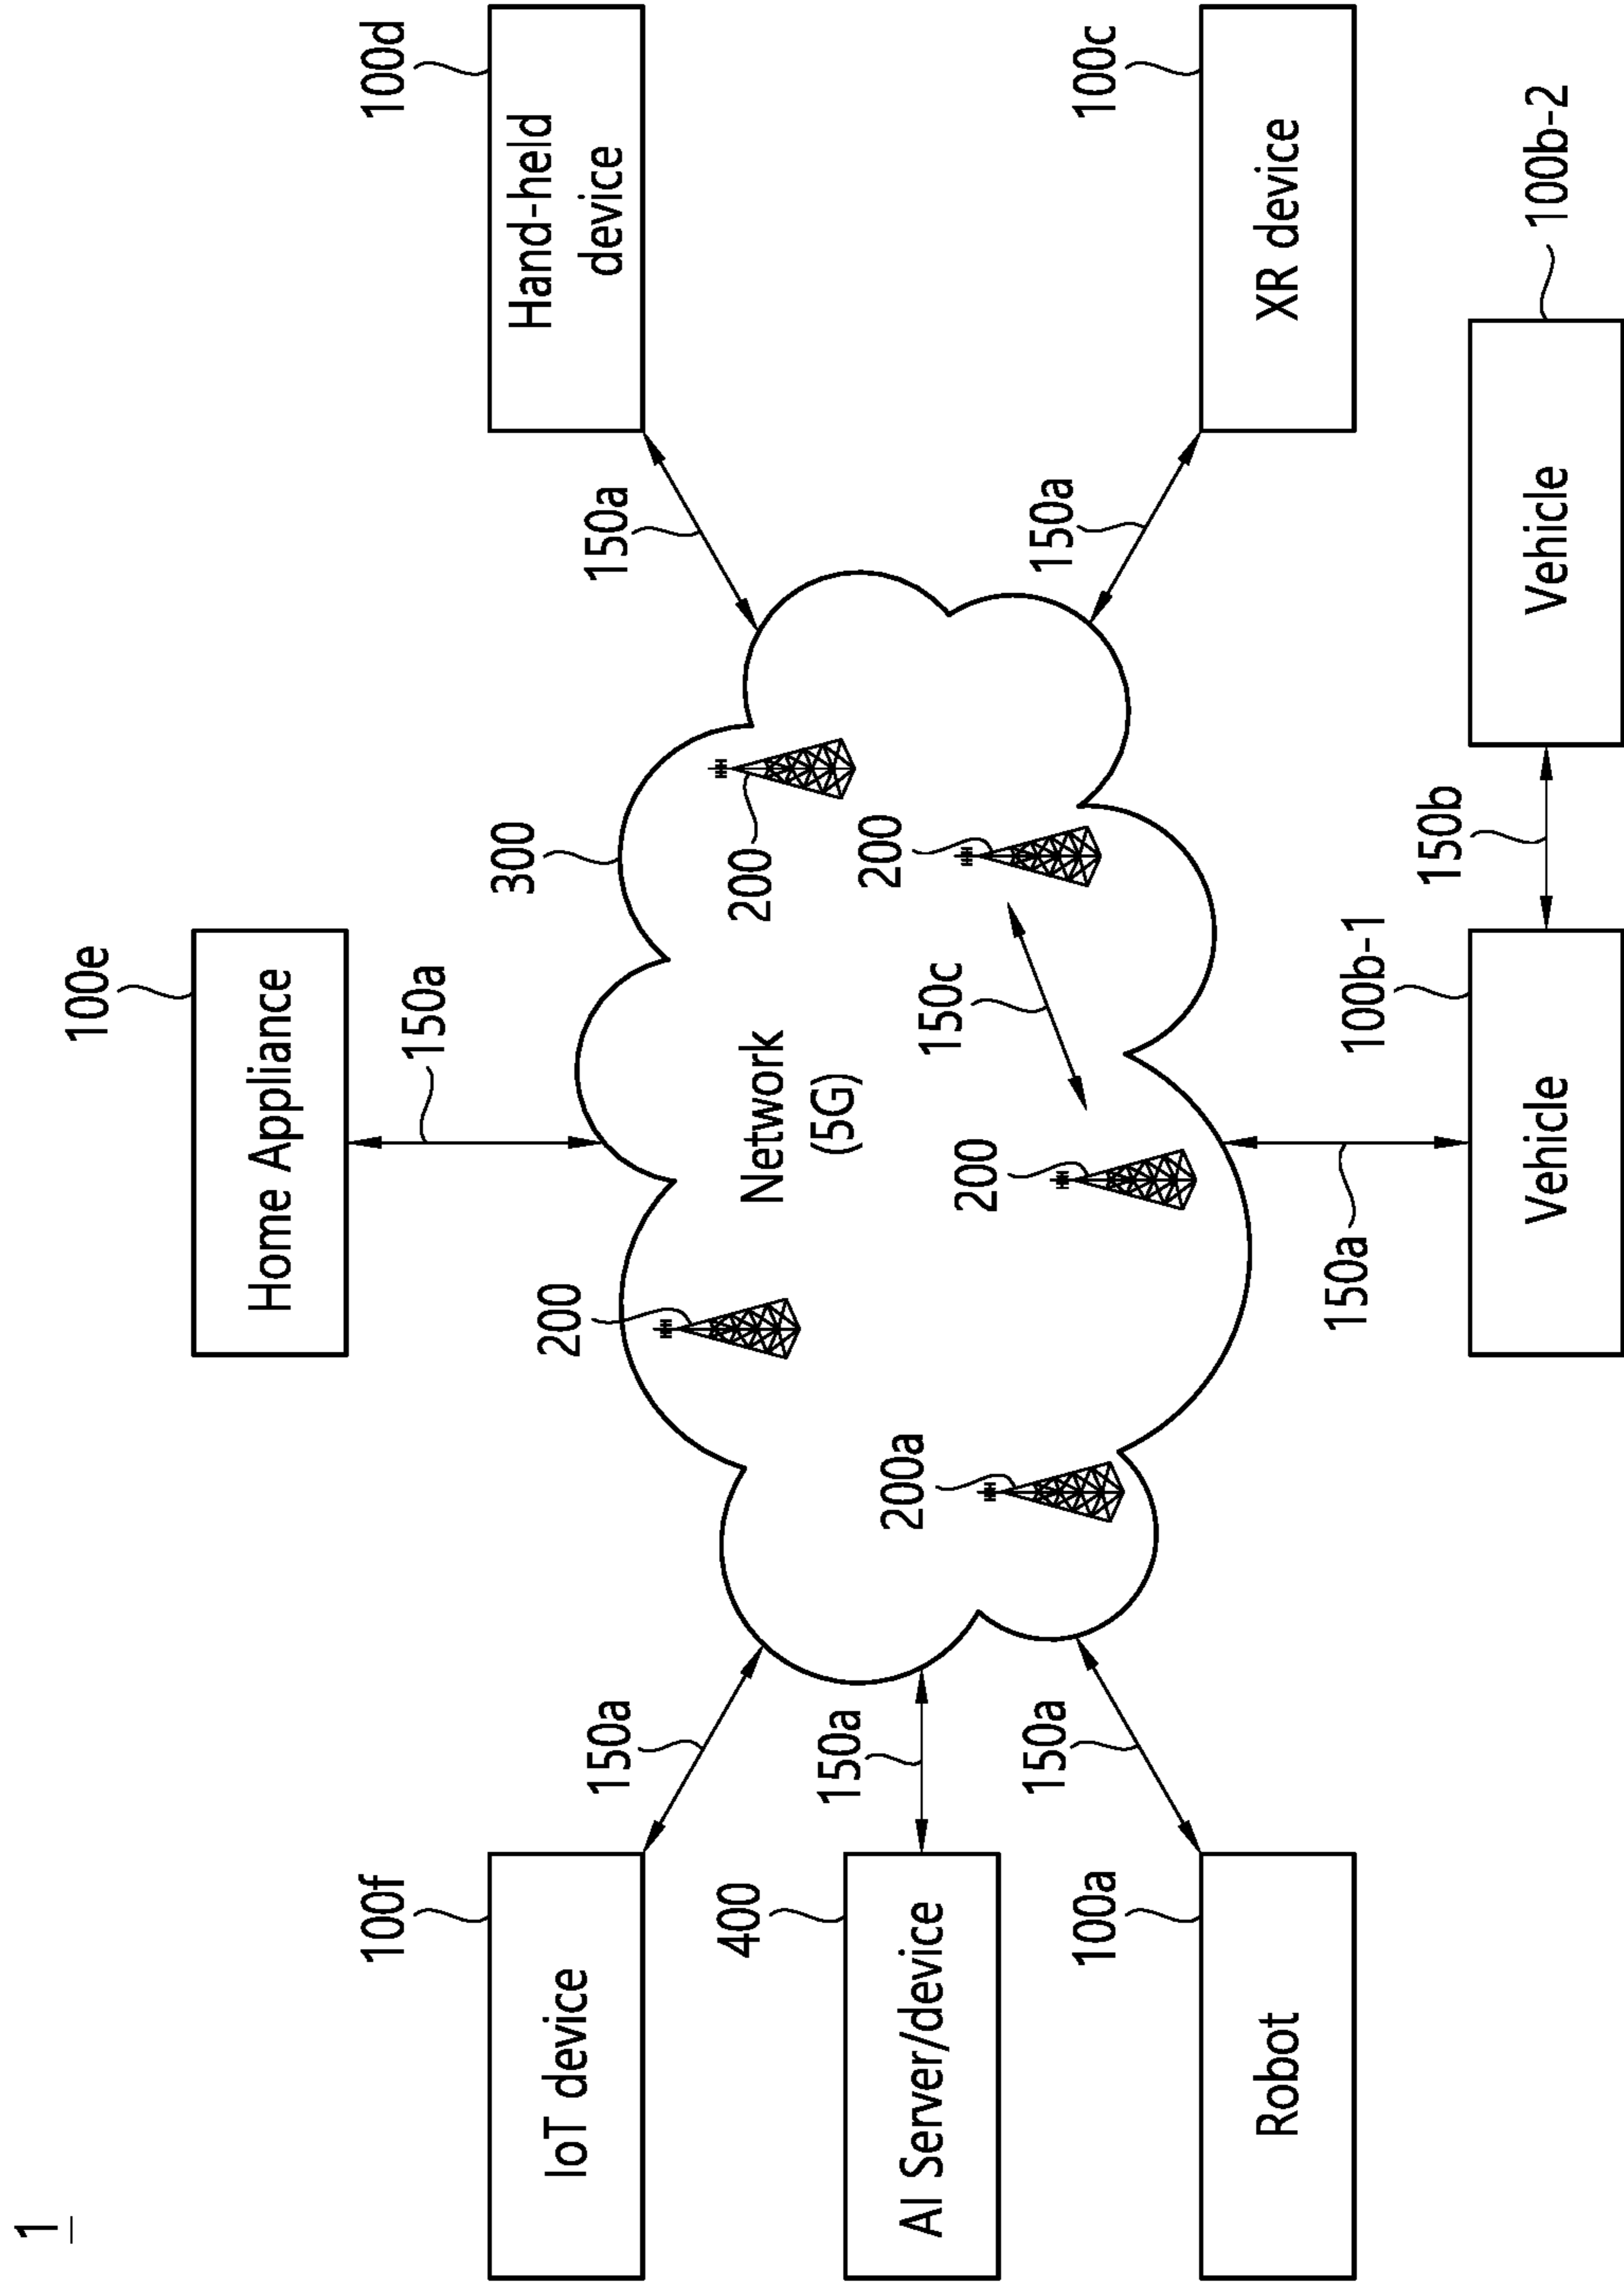 1
100e
Home Appliance
150a
100f
IoT device
150a
300
100d
Hand-held
device
150a
200
200
Network
(5G)
400
AI Server/device
150a
200a
200
150c
200
100a
Robot
150a
150a
100c
XR device
150a
100b-1
Vehicle
150b
Vehicle
100b-2